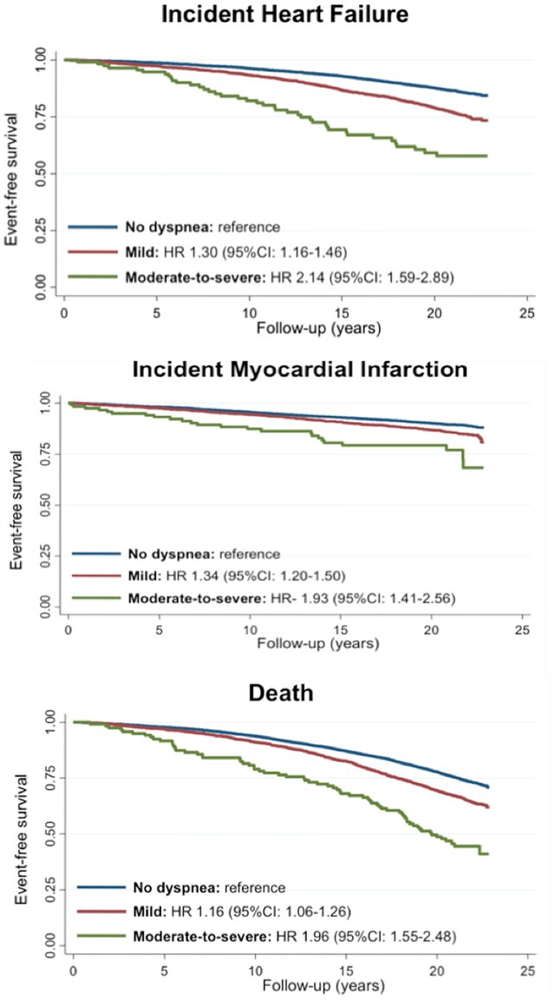 Incident Heart Failure
Event-free survival
1.00
0.75
0.50
0.25
0.00
No dyspnea: reference
Mild: HR 1.30 (95%CI: 1.16-1.46)
Moderate-to-severe: HR 2.14 (95%CI: 1.59-2.89)
0 5 10 15 20 25
Follow-up (years)
Incident Myocardial Infarction
Event-free survival
1.00
0.75
0.50
0.25
0.00
No dyspnea: reference
Mild: HR 1.34 (95%CI: 1.20-1.50)
Moderate-to-severe: HR- 1.93 (95%CI: 1.41-2.56)
0 5 10 15 20 25
Follow-up (years)
Death
Event-free survival
1.00
0.75
0.50
0.25
0.00
No dyspnea: reference
Mild: HR 1.16 (95%CI: 1.06-1.26)
Moderate-to-severe: HR 1.96 (95%CI: 1.55-2.48)
0 5 10 15 20 25
Follow-up (years)